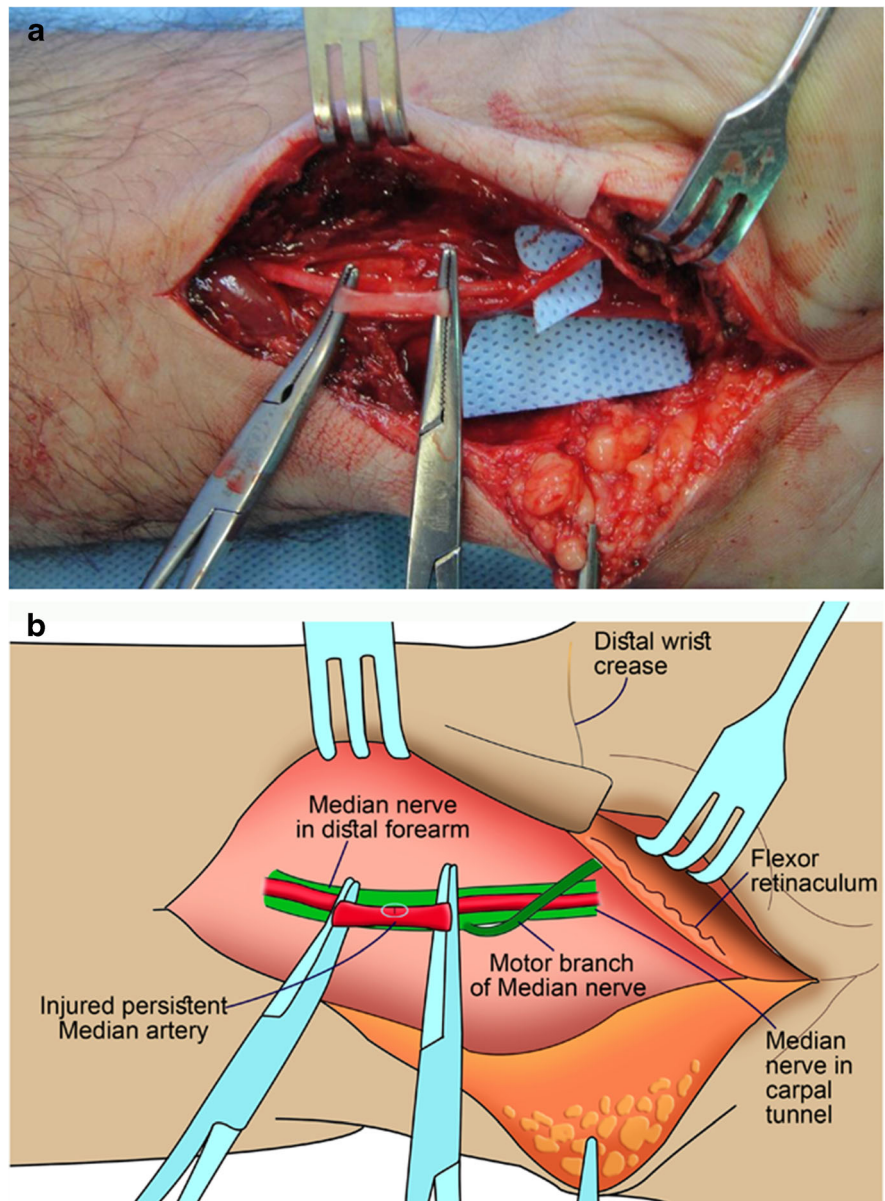 a
b
Distal wrist
crease
Median nerve
in distal forearm
Flexor
retinaculum
Motor branch
of Median nerve
Injured persistent
Median artery
Median
nerve in
carpal
tunnel